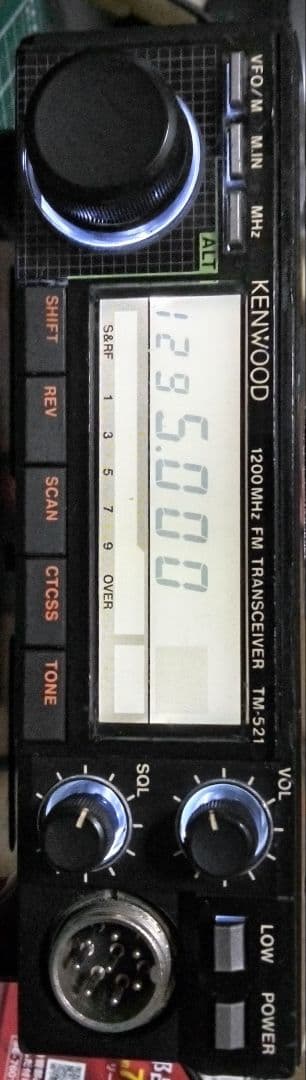 VFO/M M.IN MHz
ALT
KENWOOD 1200MHz FM TRANSCEIVER TM-521
1295.000
S&RF 1 3 5 7 9 OVER
SHIFT REV SCAN CTCSS TONE
VOL
SQL
LOW POWER